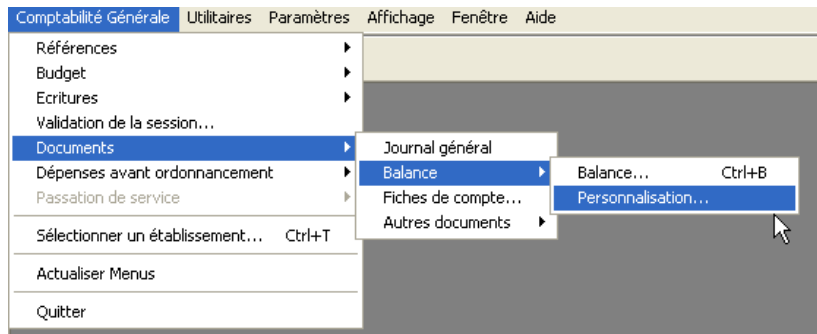 Comptabilité Générale Utilitaires Paramètres Affichage Fenêtre Aide
Références
Budget
Ecritures
Validation de la session...
Documents
Dépenses avant ordonnancement
Passation de service
Sélectionner un établissement... Ctrl+T
Actualiser Menus
Quitter
Journal général
Balance
Fiches de compte...
Autres documents
Balance... Ctrl+B
Personnalisation...